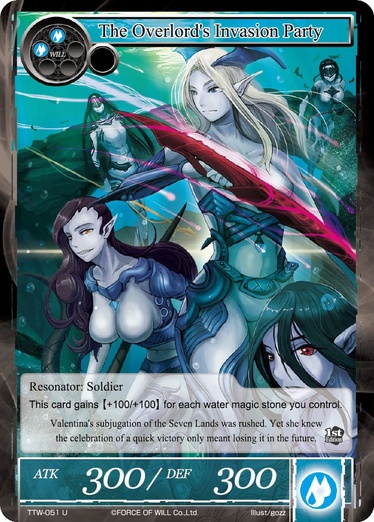 The Overlord's Invasion Party
WILL
Resonator: Soldier
This card gains【+100/+100】for each water magic stone you control.
Valentina's subjugation of the Seven Lands was rushed. Yet she knew
the celebration of a quick victory only meant losing it in the future.
1st
Edition
ATK 300/ DEF 300
TTW-051 U ©FORCE OF WILL Co.,Ltd. Illust/gozz